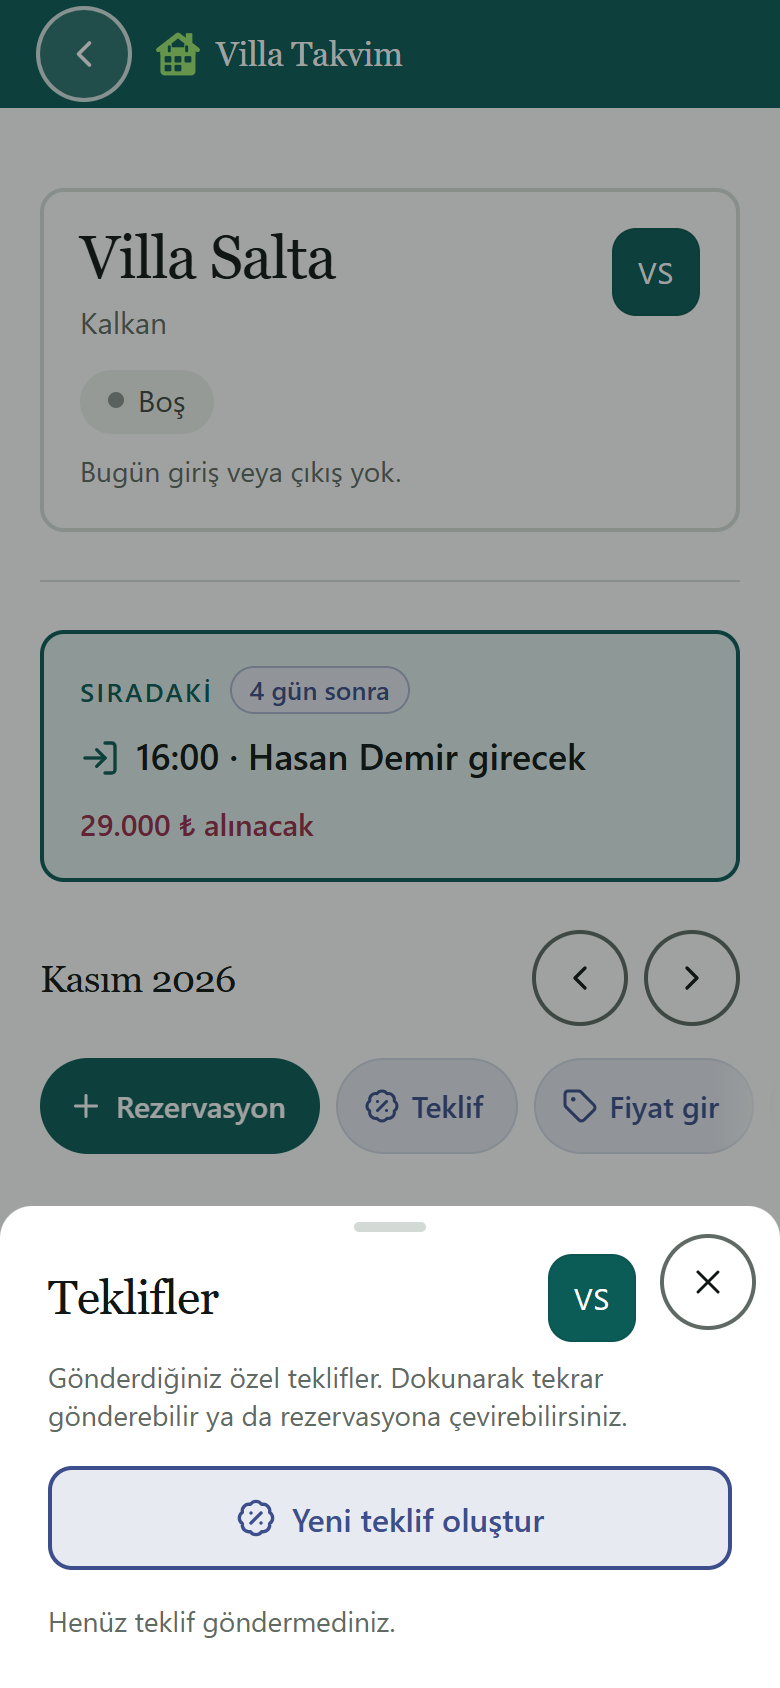 Villa Takvim
Villa Salta
VS
Kalkan
Boş
Bugün giriş veya çıkış yok.
SIRADAKİ
4 gün sonra
16:00 · Hasan Demir girecek
29.000 ₺ alınacak
Kasım 2026
Rezervasyon
Teklif
Fiyat gir
Teklifler
VS
Gönderdiğiniz özel teklifler. Dokunarak tekrar
gönderebilir ya da rezervasyona çevirebilirsiniz.
Yeni teklif oluştur
Henüz teklif göndermediniz.